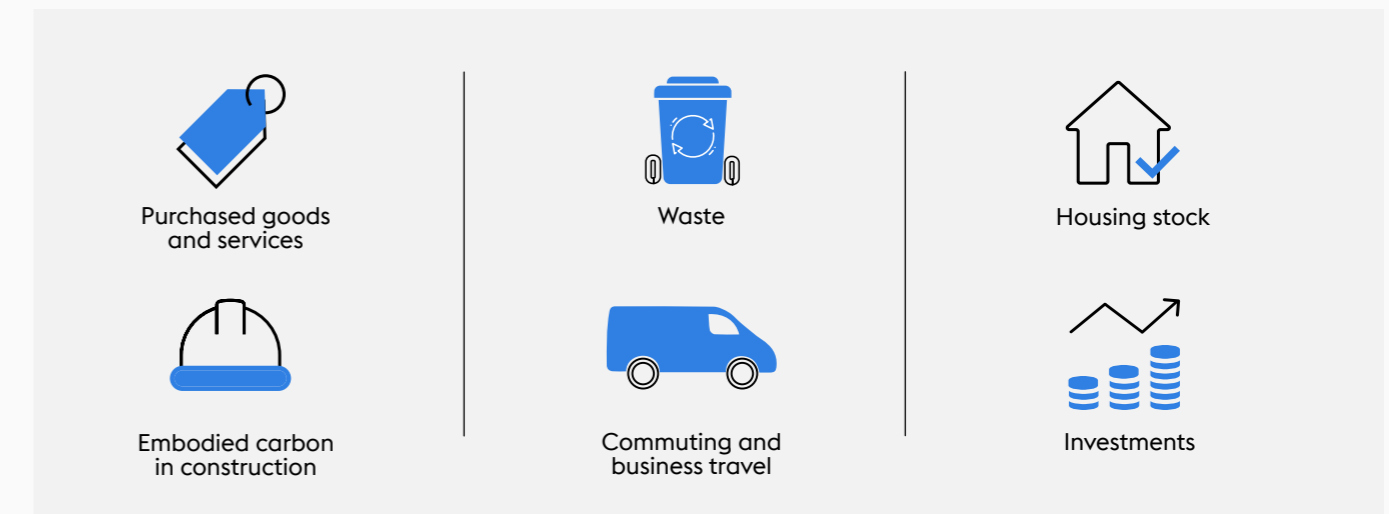 Purchased goods
and services
Waste
Housing stock
Embodied carbon
in construction
Commuting and
business travel
Investments